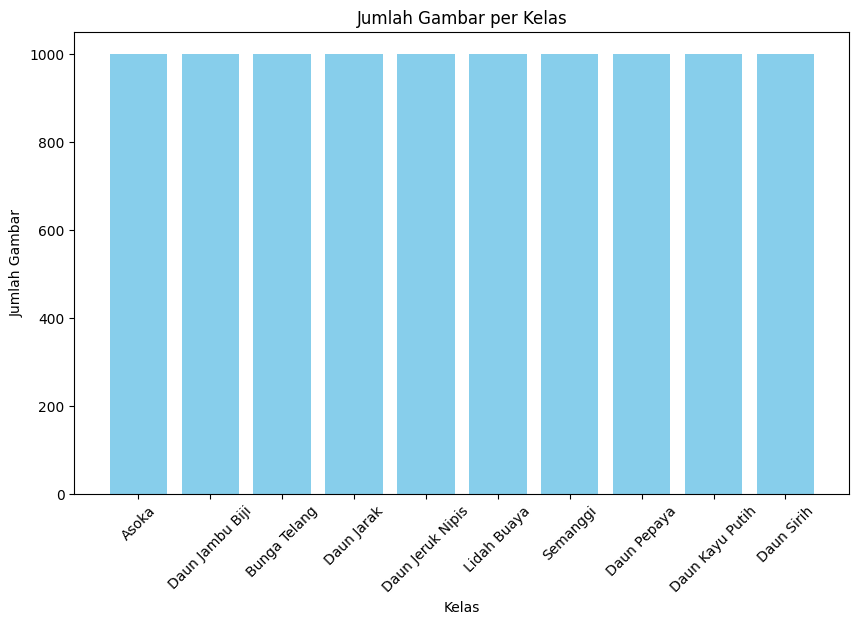 Jumlah Gambar per Kelas
Jumlah Gambar
1000
800
600
400
200
0
Asoka
Daun Jambu Biji
Bunga Telang
Daun Jarak
Daun Jeruk Nipis
Lidah Buaya
Semanggi
Daun Pepaya
Daun Kayu Putih
Daun Sirih
Kelas